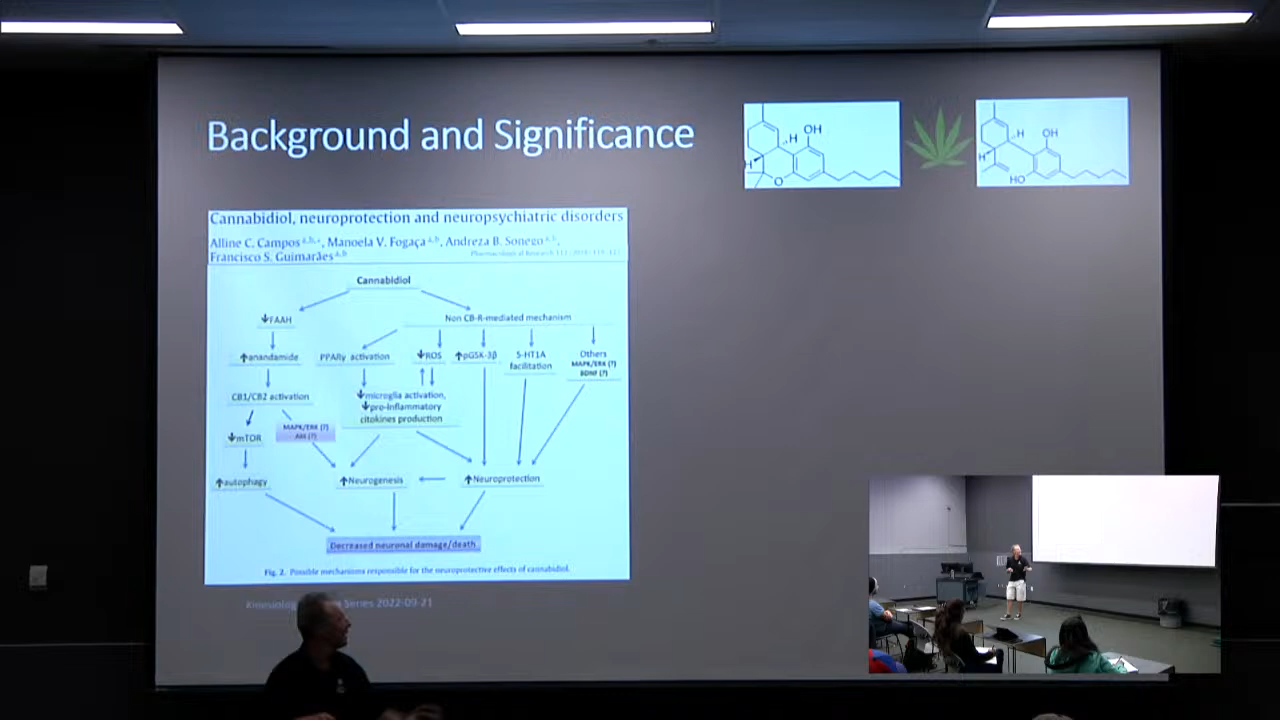 Background and Significance
H
OH
H
O
H
OH
H
HO
Cannabidiol, neuroprotection and neuropsychiatric disorders
Alline C. Campos a,b,*, Manoela V. Fogaça a,b, Andreza B. Sonego a,b,
Francisco S. Guimarães a,b
Cannabidiol
↓FAAH
Non CB-R-mediated mechanism
↑anandamide
PPARγ activation
↓ROS
↑pGSK-3β
5-HT1A
facilitation
Others
MAPK/ERK (?)
BDNF (?)
CB1/CB2 activation
↓microglia activation,
↓pro-inflammatory
citokines production
↓mTOR
MAPK/ERK (?)
Akt (?)
↑autophagy
↑Neurogenesis
↑Neuroprotection
Decreased neuronal damage/death
Fig. 2. Possible mechanisms responsible for the neuroprotective effects of cannabidiol.
Series 2022-09-21